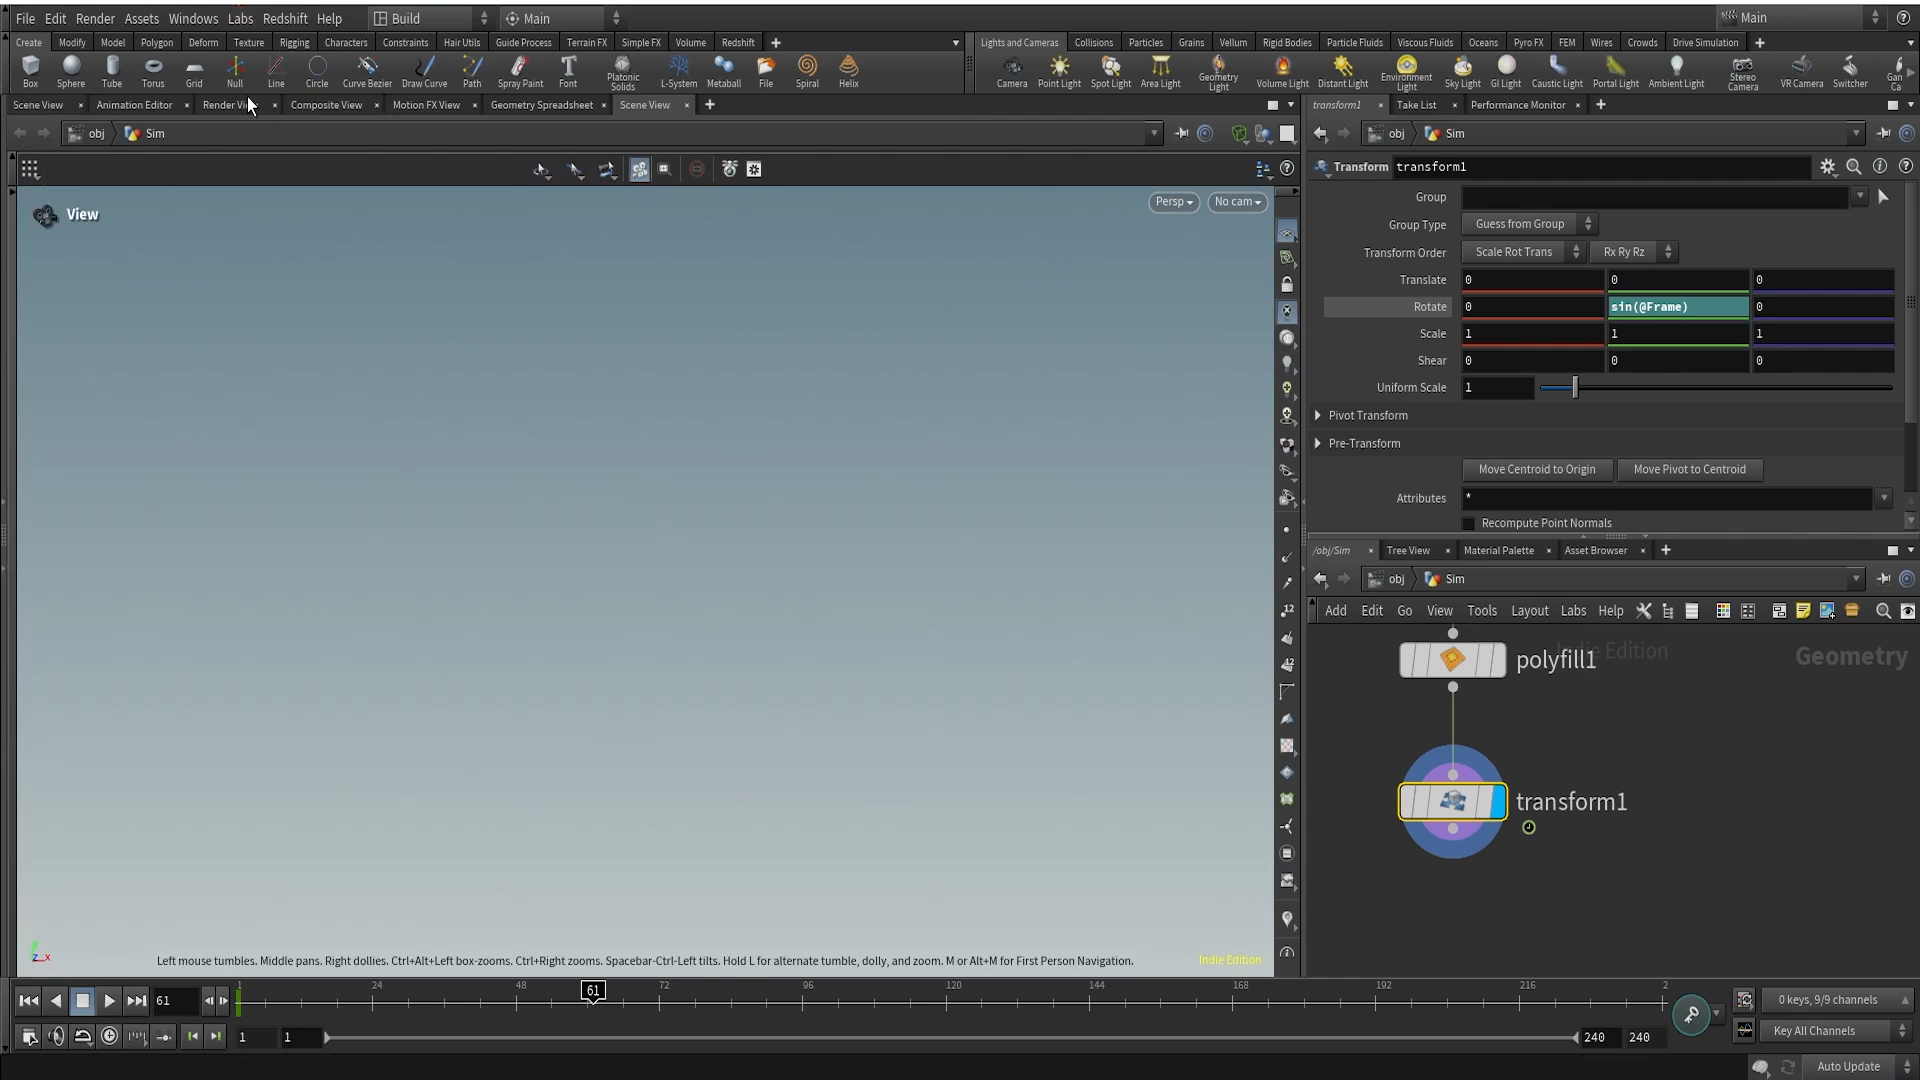 File Edit Render Assets Windows Labs Redshift Help Build Main Main
Create Modify Model Polygon Deform Texture Rigging Characters Constraints Hair Utils Guide Process Terrain FX Simple FX Volume Redshift
Lights and Cameras Collisions Particles Grains Vellum Rigid Bodies Particle Fluids Viscous Fluids Oceans Pyro FX FEM Wires Crowds Drive Simulation
Box Sphere Tube Torus Grid Null Line Circle Curve Bezier Draw Curve Path Spray Paint Font Platonic Solids L-System Metaball File Spiral Helix
Camera Point Light Spot Light Area Light Geometry Light Volume Light Distant Light Environment Light Sky Light GI Light Caustic Light Portal Light Ambient Light Stereo Camera VR Camera Switcher
Scene View Animation Editor Render Composite View Motion FX View Geometry Spreadsheet Scene View
transform1 Take List Performance Monitor
obj Sim
obj Sim
View
Persp No cam
Transform transform1
Group
Group Type Guess from Group
Transform Order Scale Rot Trans Rx Ry Rz
Translate 0 0 0
Rotate 0 sin(@Frame) 0
Scale 1 1 1
Shear 0 0 0
Uniform Scale 1
Pivot Transform
Pre-Transform
Move Centroid to Origin Move Pivot to Centroid
Attributes *
Recompute Point Normals
/obj/Sim Tree View Material Palette Asset Browser
obj Sim
Add Edit Go View Tools Layout Labs Help
polyfill1
Geometry
transform1
12
12
z x
Left mouse tumbles. Middle pans. Right dollies. Ctrl+Alt+Left box-zooms. Ctrl+Right zooms. Spacebar-Ctrl-Left tilts. Hold L for alternate tumble, dolly, and zoom. M or Alt+M for First Person Navigation.
Indie Edition
61 1 24 48 61 72 96 120 144 168 192 216 2
0 keys, 9/9 channels
1 1 240 240
Key All Channels
Auto Update